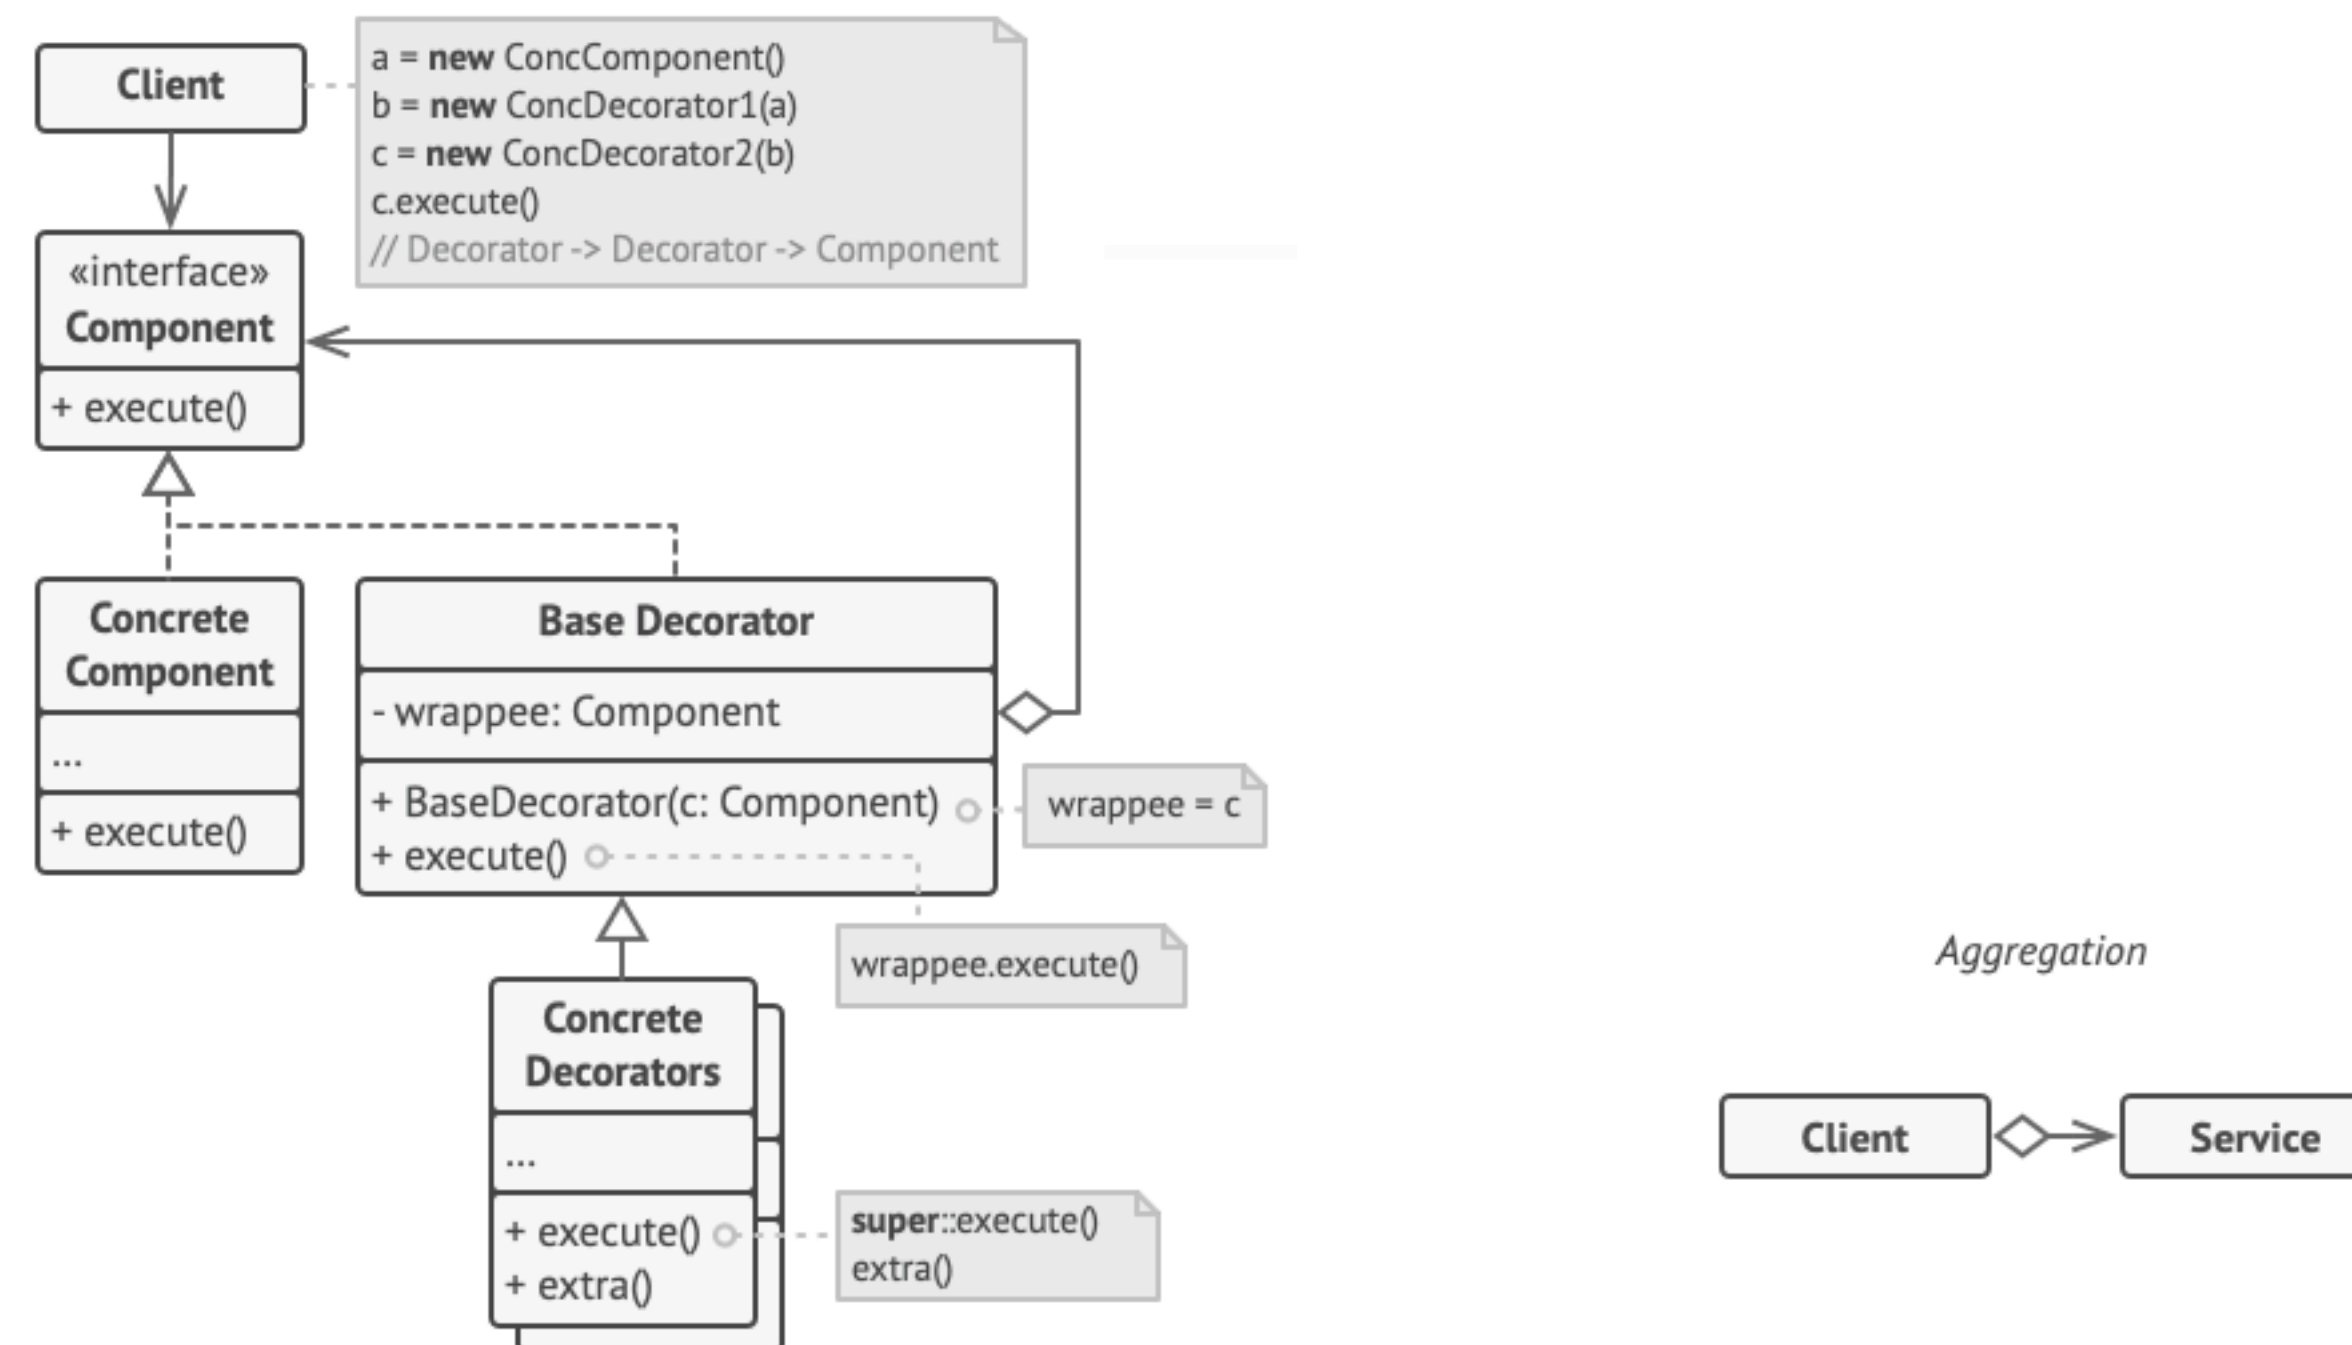 Client
a = new ConcComponent()
b = new ConcDecorator1(a)
c = new ConcDecorator2(b)
c.execute()
// Decorator -> Decorator -> Component
«interface»
Component
+ execute()
Concrete
Component
...
+ execute()
Base Decorator
- wrappee: Component
+ BaseDecorator(c: Component)
+ execute()
wrappee = c
wrappee.execute()
Concrete
Decorators
...
+ execute()
+ extra()
super::execute()
extra()
Aggregation
Client
Service